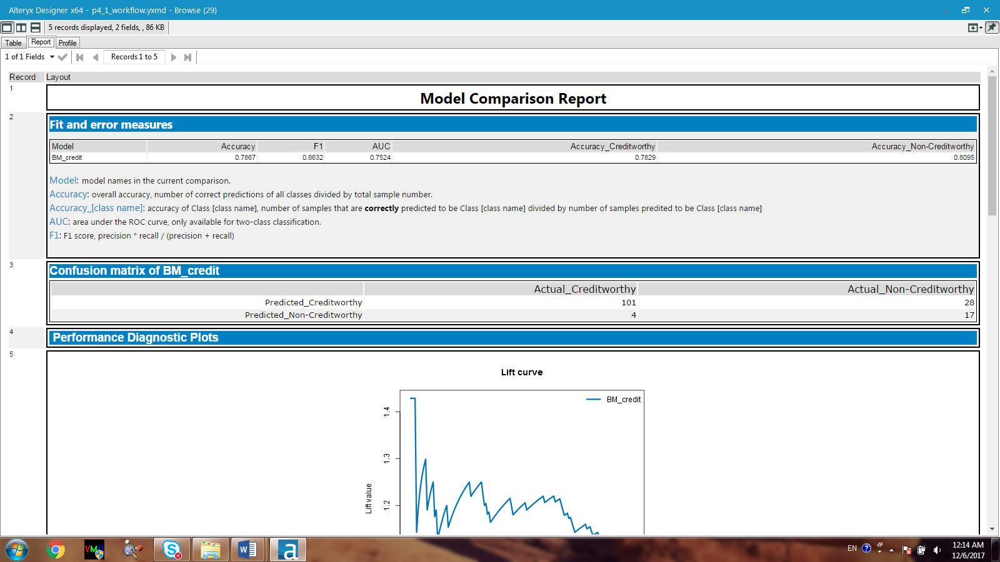 Alteryx Designer x64 - p4_1_workflow.yxmd - Browse (29)
5 records displayed, 2 fields, , 86 KB
Table Report Profile
1 of 1 Fields Records 1 to 5
Record Layout
1
Model Comparison Report
2
Fit and error measures
Model Accuracy F1 AUC Accuracy_Creditworthy Accuracy_Non-Creditworthy
BM_credit 0.7867 0.8632 0.7524 0.7829 0.8095
Model: model names in the current comparison.
Accuracy: overall accuracy, number of correct predictions of all classes divided by total sample number.
Accuracy_[class name]: accuracy of Class [class name], number of samples that are correctly predicted to be Class [class name] divided by number of samples predited to be Class [class name]
AUC: area under the ROC curve, only available for two-class classification.
F1: F1 score, precision * recall / (precision + recall)
3
Confusion matrix of BM_credit
Actual_Creditworthy Actual_Non-Creditworthy
Predicted_Creditworthy 101 28
Predicted_Non-Creditworthy 4 17
4
Performance Diagnostic Plots
5
Lift curve
BM_credit
1.4
1.3
1.2
Lift value
VMD
W
a
EN
12:14 AM
12/6/2017